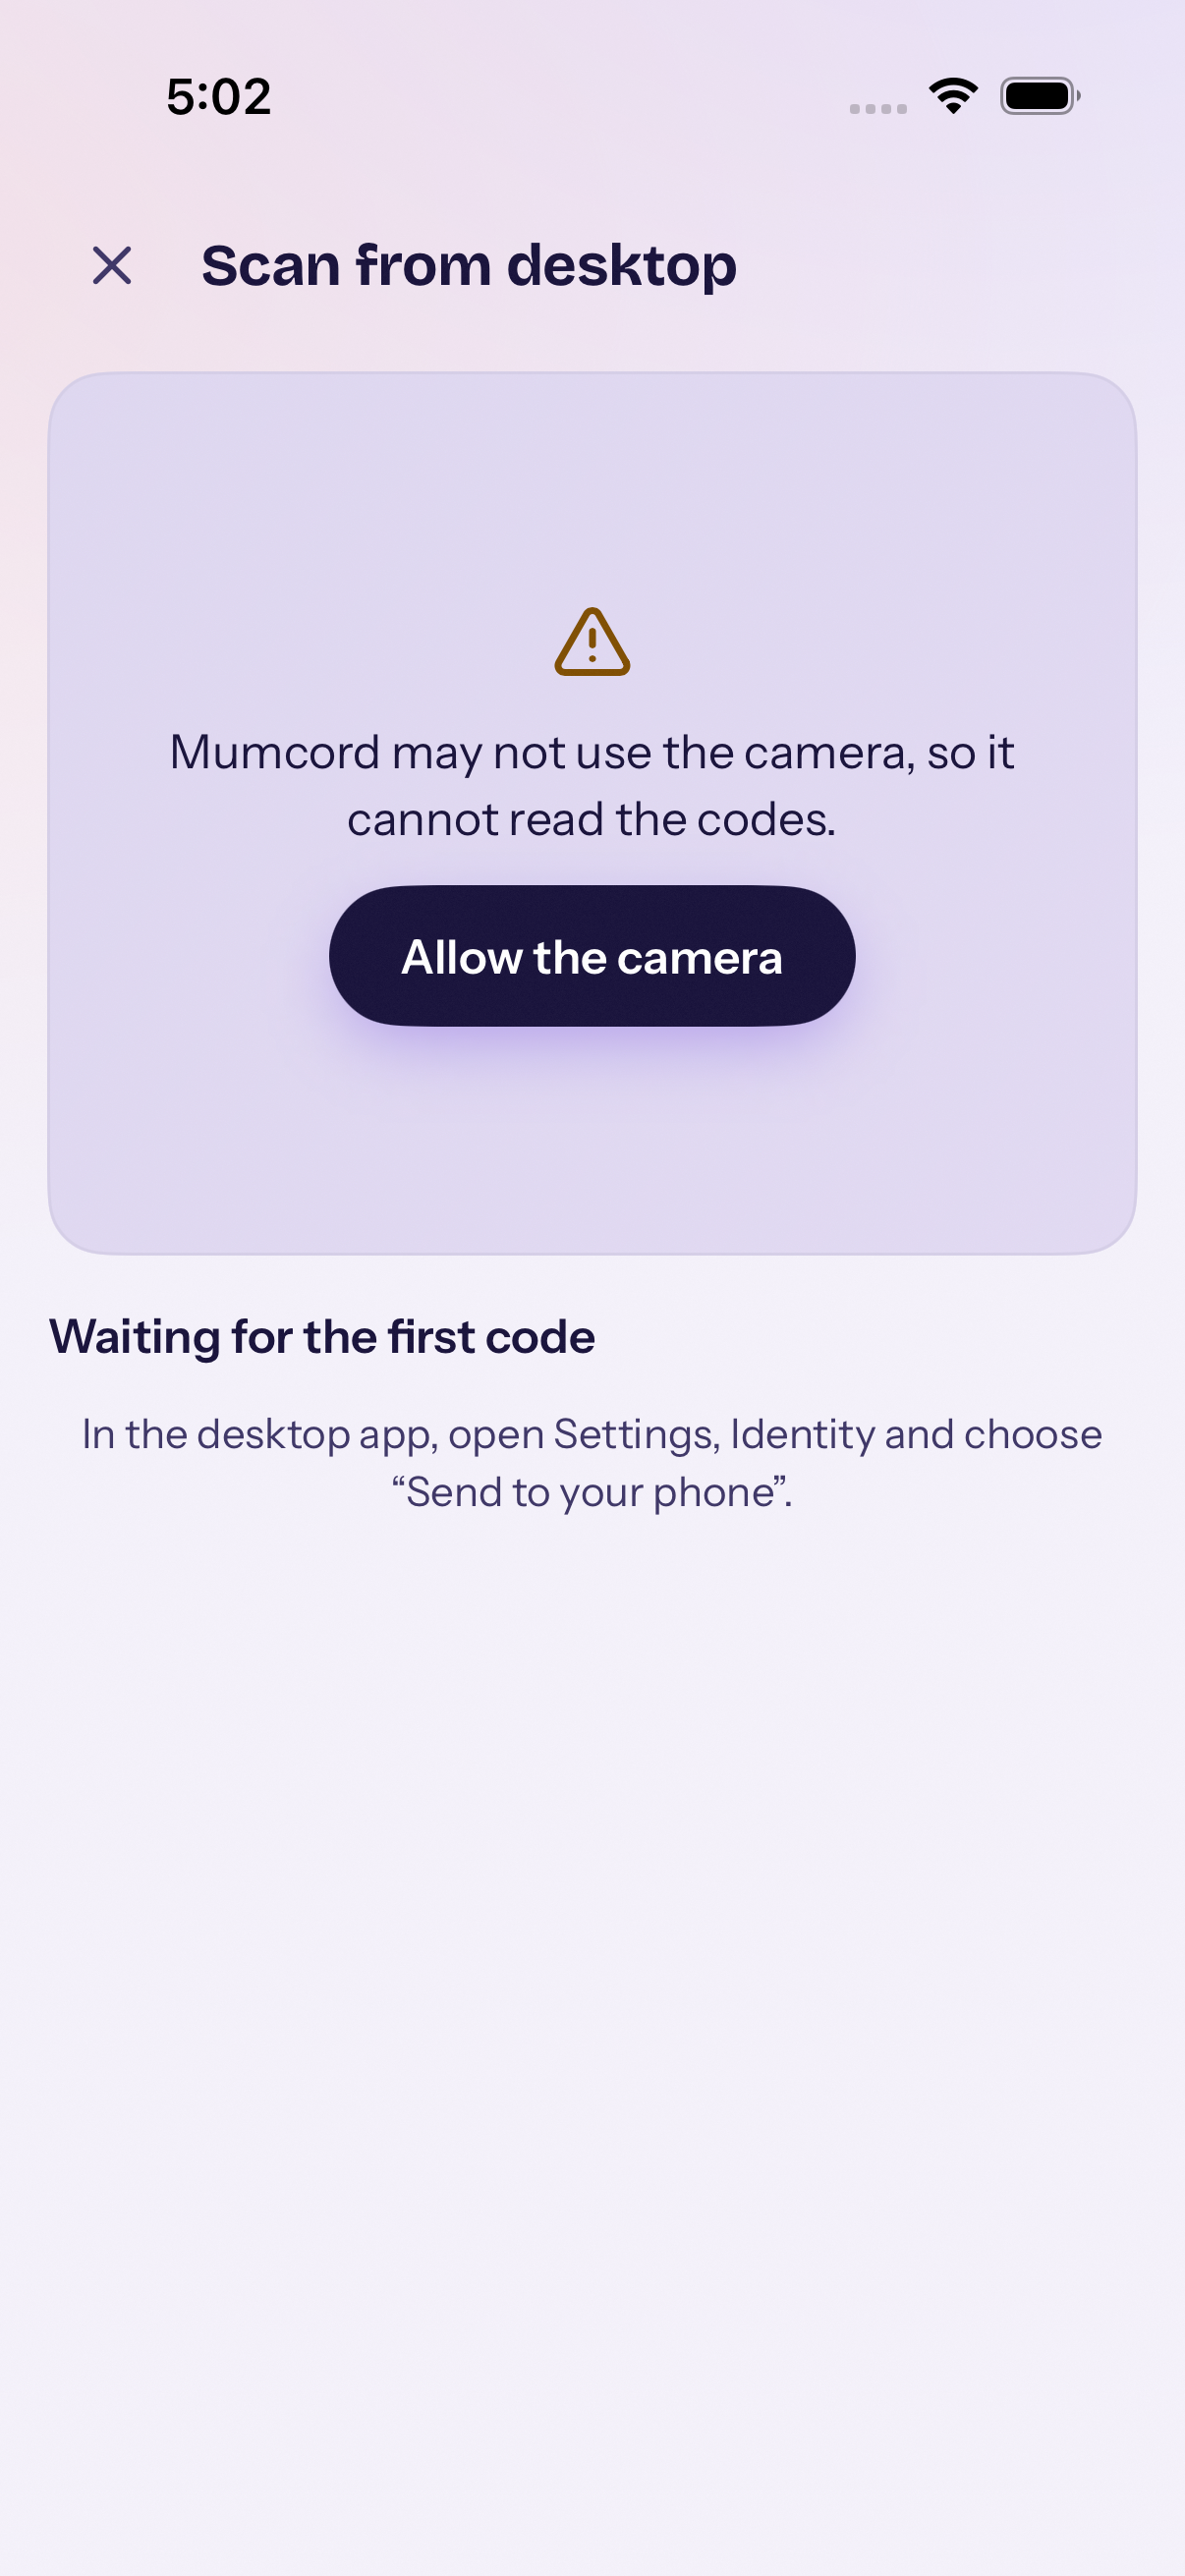 5:02
Scan from desktop
Mumcord may not use the camera, so it
cannot read the codes.
Allow the camera
Waiting for the first code
In the desktop app, open Settings, Identity and choose
“Send to your phone”.